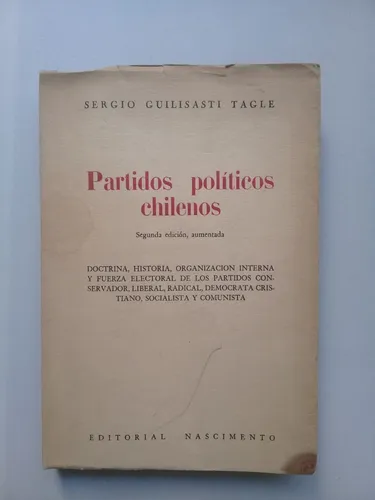 SERGIO GUILISASTI TAGLE
Partidos políticos
chilenos
Segunda edición, aumentada
DOCTRINA, HISTORIA, ORGANIZACION INTERNA
Y FUERZA ELECTORAL DE LOS PARTIDOS CON-
SERVADOR, LIBERAL, RADICAL, DEMOCRATA CRIS-
TIANO, SOCIALISTA Y COMUNISTA
EDITORIAL NASCIMENTO